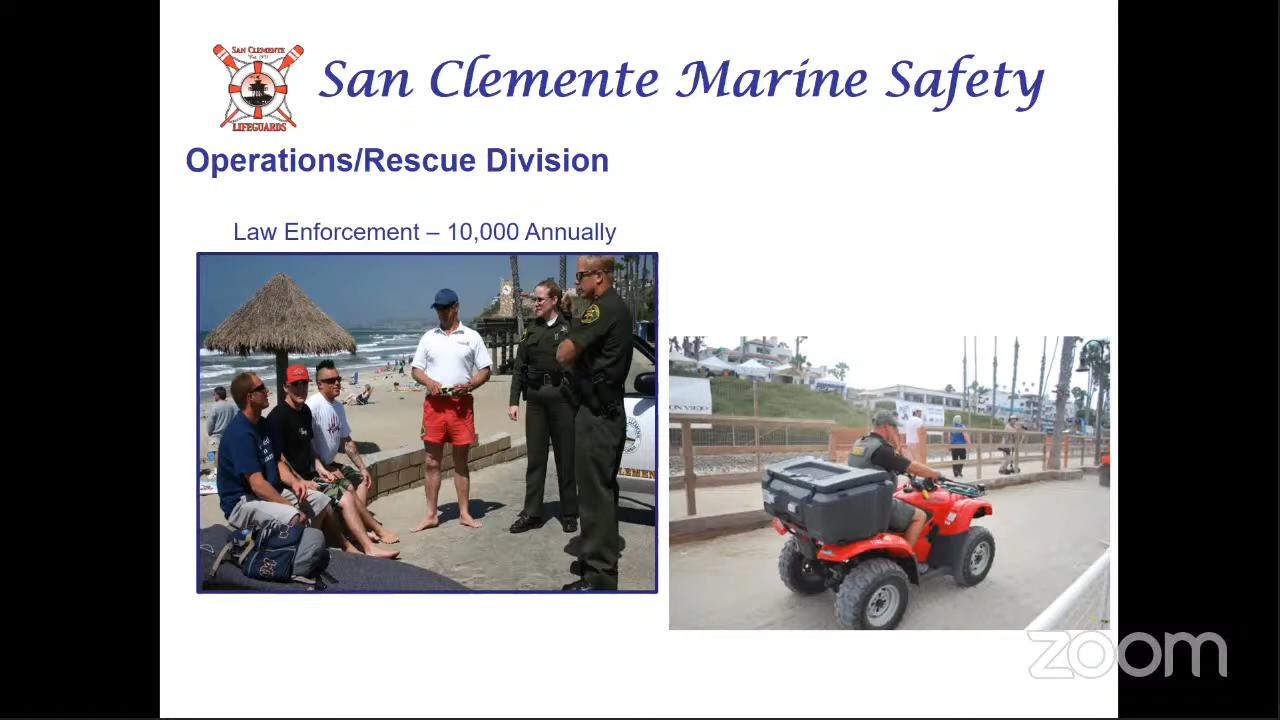 SAN CLEMENTE
LIFEGUARDS
San Clemente Marine Safety
Operations/Rescue Division
Law Enforcement – 10,000 Annually
zoom